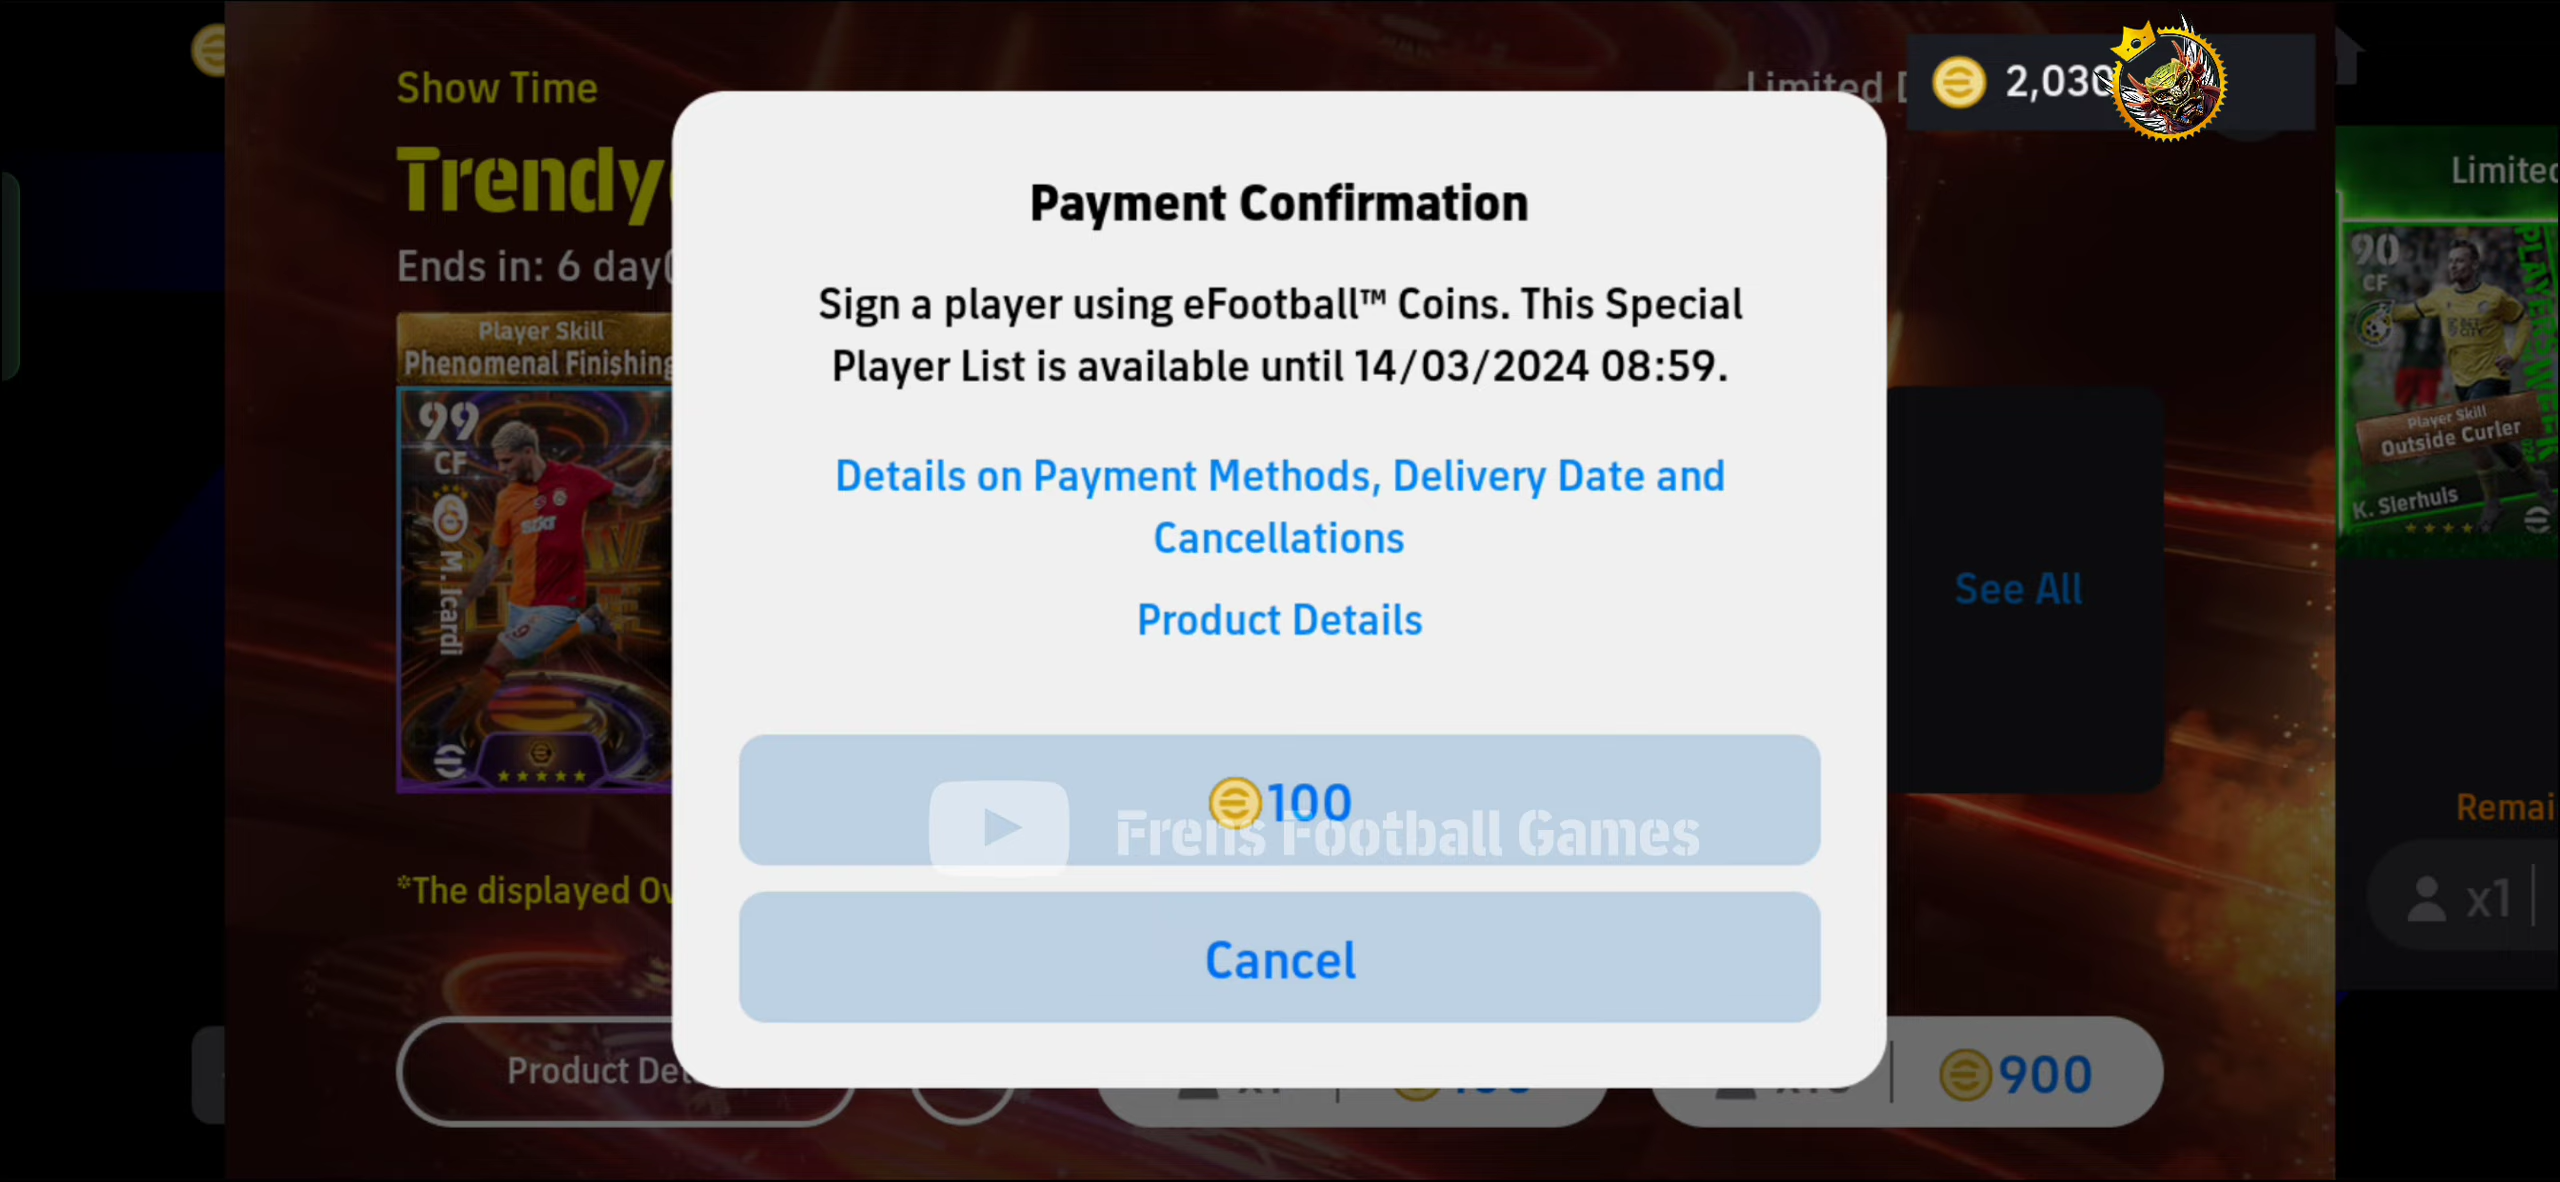 Show Time
Limited
2,030
Ends in: 6 day
Player Skill
Phenomenal Finishing
99
CF
M. Icardi
SIXT
*The displayed
Payment Confirmation
Sign a player using eFootball™ Coins. This Special
Player List is available until 14/03/2024 08:59.
Details on Payment Methods, Delivery Date and
Cancellations
Product Details
100
Frens Football Games
Cancel
See All
Product
900
Limited
90
CF
Player Skill
Outside Curler
K. Sierhuis
x1